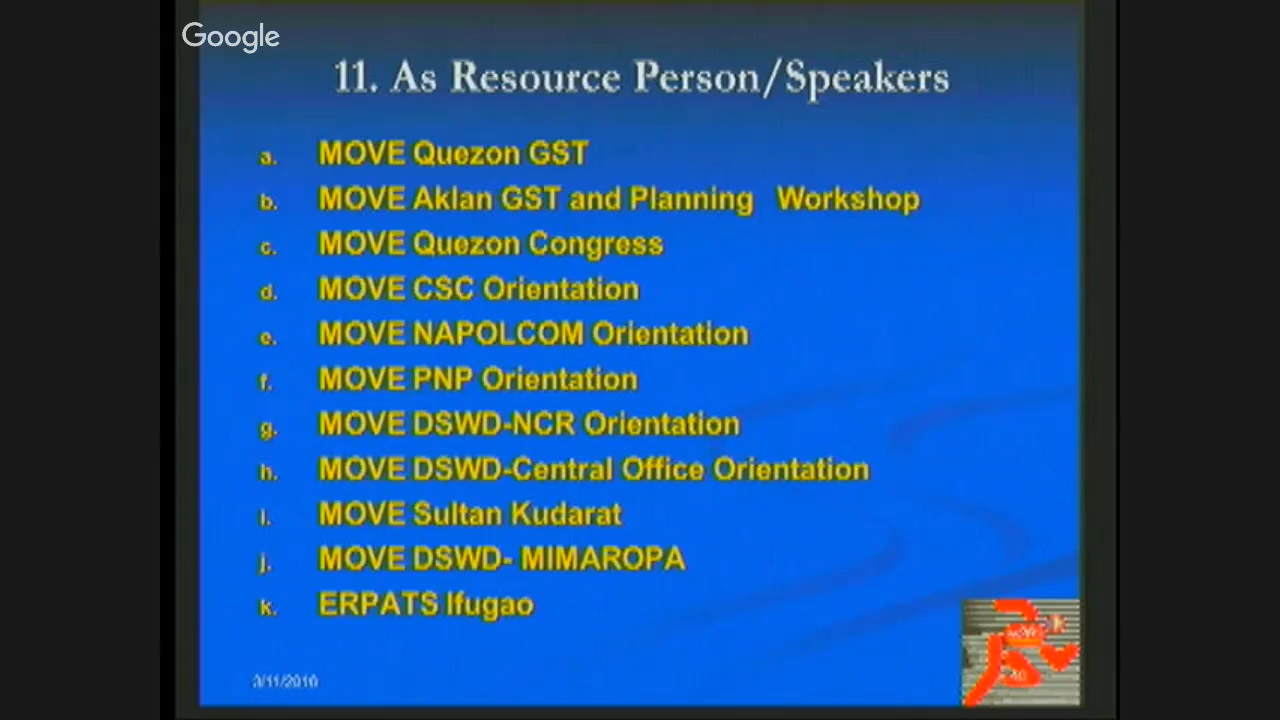 Google
11. As Resource Person/Speakers
a. MOVE Quezon GST
b. MOVE Aklan GST and Planning Workshop
c. MOVE Quezon Congress
d. MOVE CSC Orientation
e. MOVE NAPOLCOM Orientation
f. MOVE PNP Orientation
g. MOVE DSWD-NCR Orientation
h. MOVE DSWD-Central Office Orientation
i. MOVE Sultan Kudarat
j. MOVE DSWD- MIMAROPA
k. ERPATS Ifugao
3/11/2016